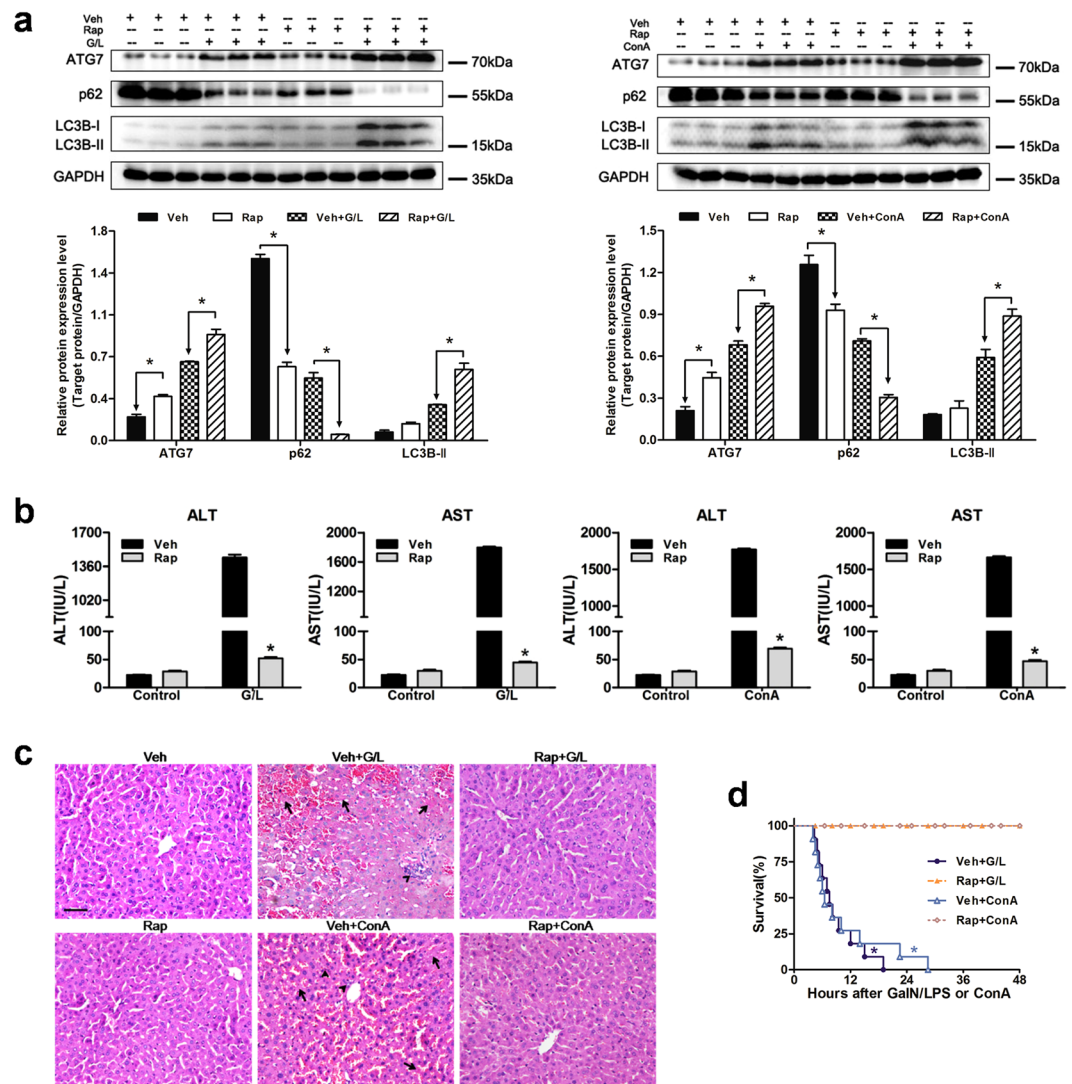 a
Veh + + + + + + -- -- -- -- -- --
Rap -- -- -- -- -- -- + + + + + +
G/L -- -- -- + + + -- -- -- + + +
ATG7 70kDa
p62 55kDa
LC3B-I
LC3B-II 15kDa
GAPDH 35kDa
Veh Rap Veh+G/L Rap+G/L
Relative protein expression level
(Target protein/GAPDH)
1.8
1.4
1.1
0.7
0.4
0.0
* * * * *
ATG7 p62 LC3B-II
Veh + + + + + + -- -- -- -- -- --
Rap -- -- -- -- -- -- + + + + + +
ConA -- -- -- + + + -- -- -- + + +
ATG7 70kDa
p62 55kDa
LC3B-I
LC3B-II 15kDa
GAPDH 35kDa
Veh Rap Veh+ConA Rap+ConA
Relative protein expression level
(Target protein/GAPDH)
1.5
1.2
0.9
0.6
0.3
0.0
* * * * *
ATG7 p62 LC3B-II
b
ALT
ALT(IU/L)
1700
1360
1020
100
50
0
Veh
Rap
*
Control G/L
AST
AST(IU/L)
2000
1600
1200
100
50
0
Veh
Rap
*
Control G/L
ALT
ALT(IU/L)
2000
1500
1000
100
50
0
Veh
Rap
*
Control ConA
AST
AST(IU/L)
2000
1500
1000
100
50
0
Veh
Rap
*
Control ConA
c
Veh Veh+G/L Rap+G/L
Rap Veh+ConA Rap+ConA
d
Survival(%)
100
75
50
25
0
Veh+G/L
Rap+G/L
Veh+ConA
Rap+ConA
* *
12 24 36 48
Hours after GalN/LPS or ConA